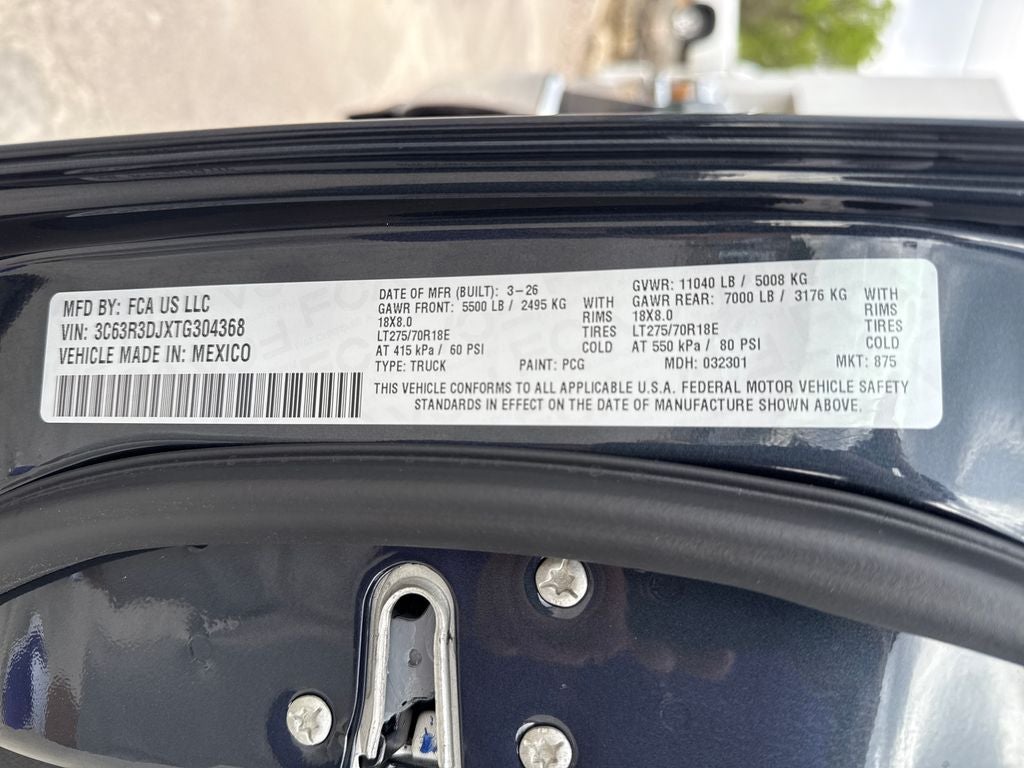 MFD BY: FCA US LLC
VIN: 3C63R3DJXTG304368
VEHICLE MADE IN: MEXICO
DATE OF MFR (BUILT): 3-26
GAWR FRONT: 5500 LB / 2495 KG WITH
18X8.0 RIMS
LT275/70R18E TIRES
AT 415 kPa / 60 PSI COLD
GVWR: 11040 LB / 5008 KG
GAWR REAR: 7000 LB / 3176 KG WITH
18X8.0 RIMS
LT275/70R18E TIRES
AT 550 kPa / 80 PSI COLD
TYPE: TRUCK PAINT: PCG MDH: 032301 MKT: 875
THIS VEHICLE CONFORMS TO ALL APPLICABLE U.S.A. FEDERAL MOTOR VEHICLE SAFETY
STANDARDS IN EFFECT ON THE DATE OF MANUFACTURE SHOWN ABOVE.